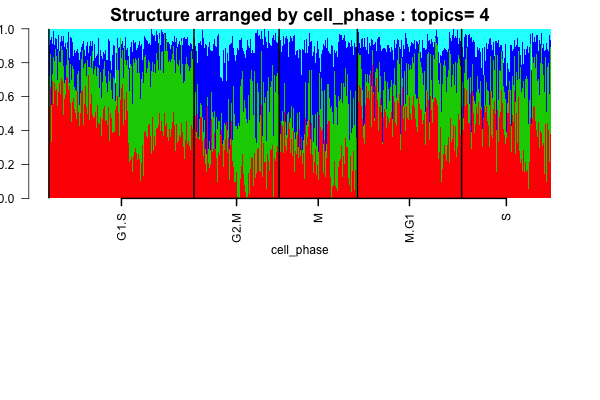 Structure arranged by cell_phase : topics= 4
1.0
0.8
0.6
0.4
0.2
0.0
G1.S
G2.M
M
M.G1
S
cell_phase